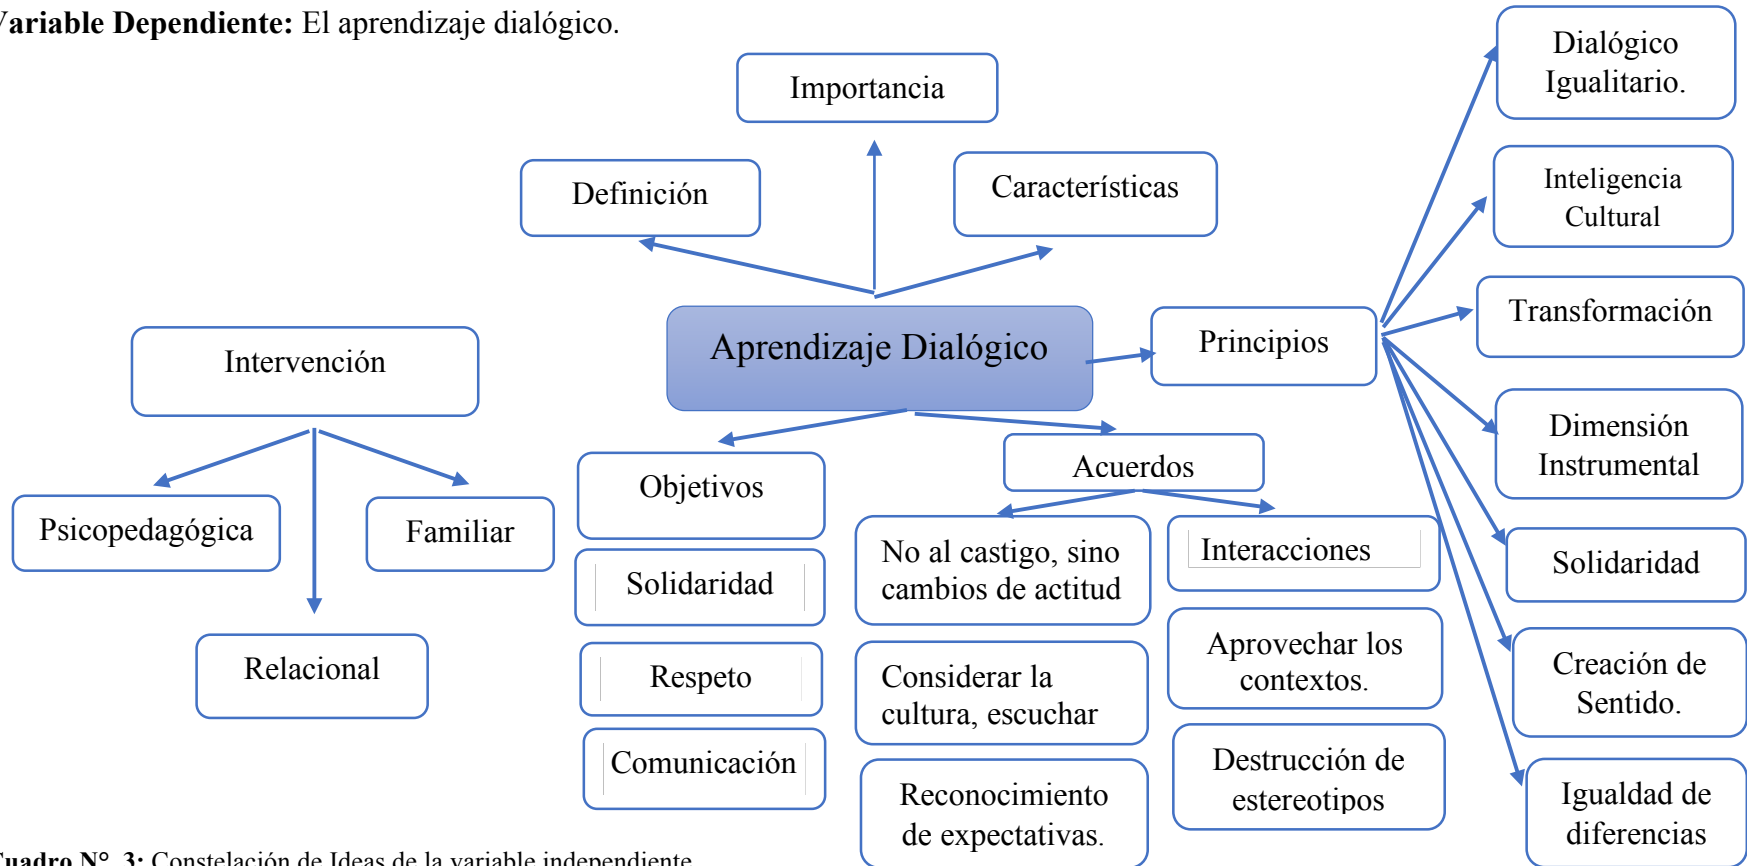 Variable Dependiente: El aprendizaje dialógico.
Importancia
Definición
Características
Aprendizaje Dialógico
Principios
Dialógico
Igualitario.
Inteligencia
Cultural
Transformación
Dimensión
Instrumental
Solidaridad
Creación de
Sentido.
Igualdad de
diferencias
Intervención
Psicopedagógica
Familiar
Relacional
Objetivos
Solidaridad
Respeto
Comunicación
Acuerdos
No al castigo, sino
cambios de actitud
Considerar la
cultura, escuchar
Reconocimiento
de expectativas.
Interacciones
Aprovechar los
contextos.
Destrucción de
estereotipos
Cuadro N°. 3: Constelación de Ideas de la variable independiente